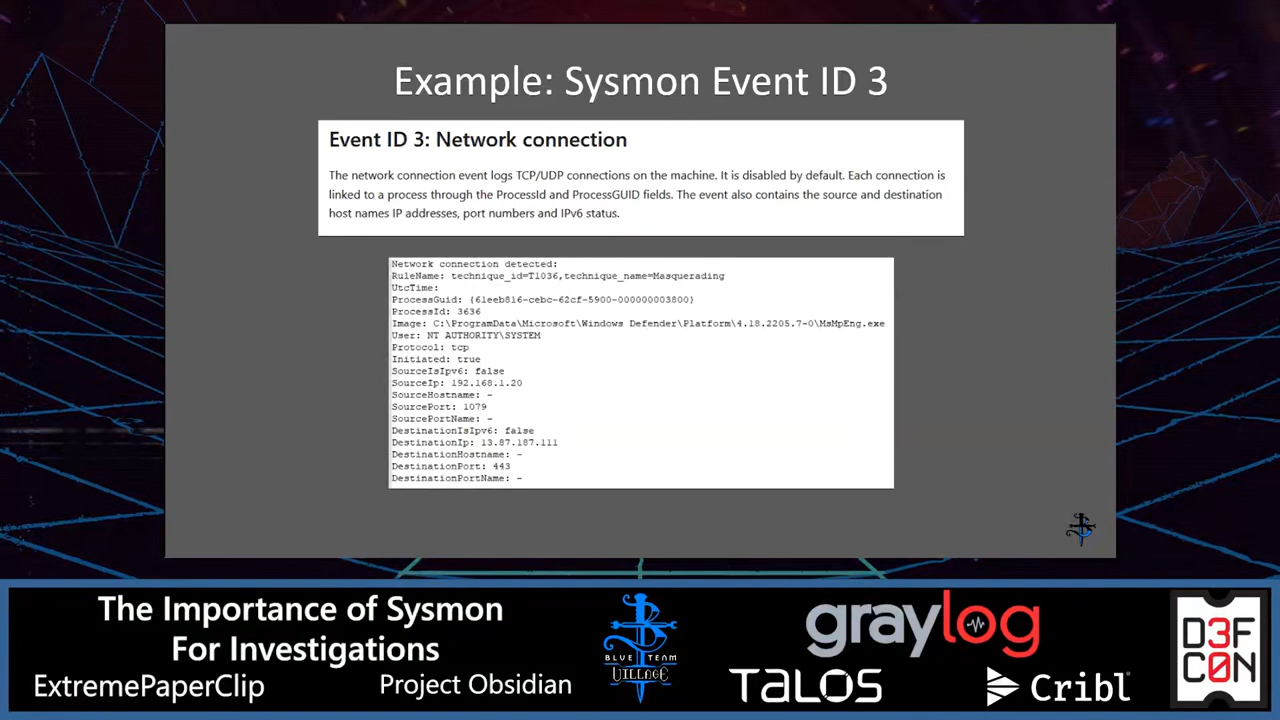 Example: Sysmon Event ID 3
Event ID 3: Network connection
The network connection event logs TCP/UDP connections on the machine. It is disabled by default. Each connection is
linked to a process through the ProcessId and ProcessGUID fields. The event also contains the source and destination
host names IP addresses, port numbers and IPv6 status.
Network connection detected:
RuleName: technique_id=T1036,technique_name=Masquerading
UtcTime:
ProcessGuid: {61eeb816-cebc-62cf-5900-000000003800}
ProcessId: 3636
Image: C:\ProgramData\Microsoft\Windows Defender\Platform\4.18.2205.7-0\MsMpEng.exe
User: NT AUTHORITY\SYSTEM
Protocol: tcp
Initiated: true
SourceIsIpv6: false
SourceIp: 192.168.1.20
SourceHostname: -
SourcePort: 1079
SourcePortName: -
DestinationIsIpv6: false
DestinationIp: 13.87.187.111
DestinationHostname: -
DestinationPort: 443
DestinationPortName: -
The Importance of Sysmon
For Investigations
ExtremePaperClip
Project Obsidian
BLUE TEAM
VILLAGE
graylog
TALOS
Cribl
D3F
C0N